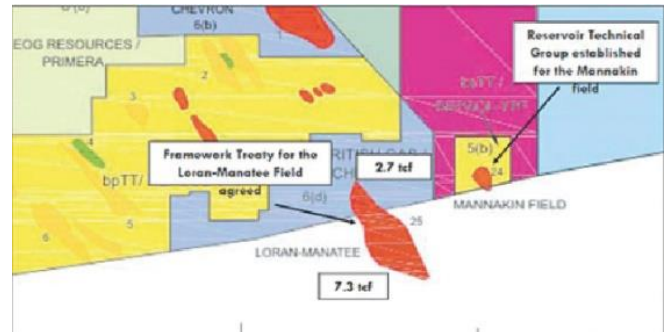 CHEVRON
6(b)
1
EOG RESOURCES /
PRIMERA
2
3
4
bpTT/
6
5
Framework Treaty for the
Loran-Manatee Field
agreed
6(d)
2.7 tcf
25
LORAN-MANATEE
7.3 tcf
Reservoir Technical
Group established
for the Mannakin
field
bpTT/
5(b)
24
MANNAKIN FIELD